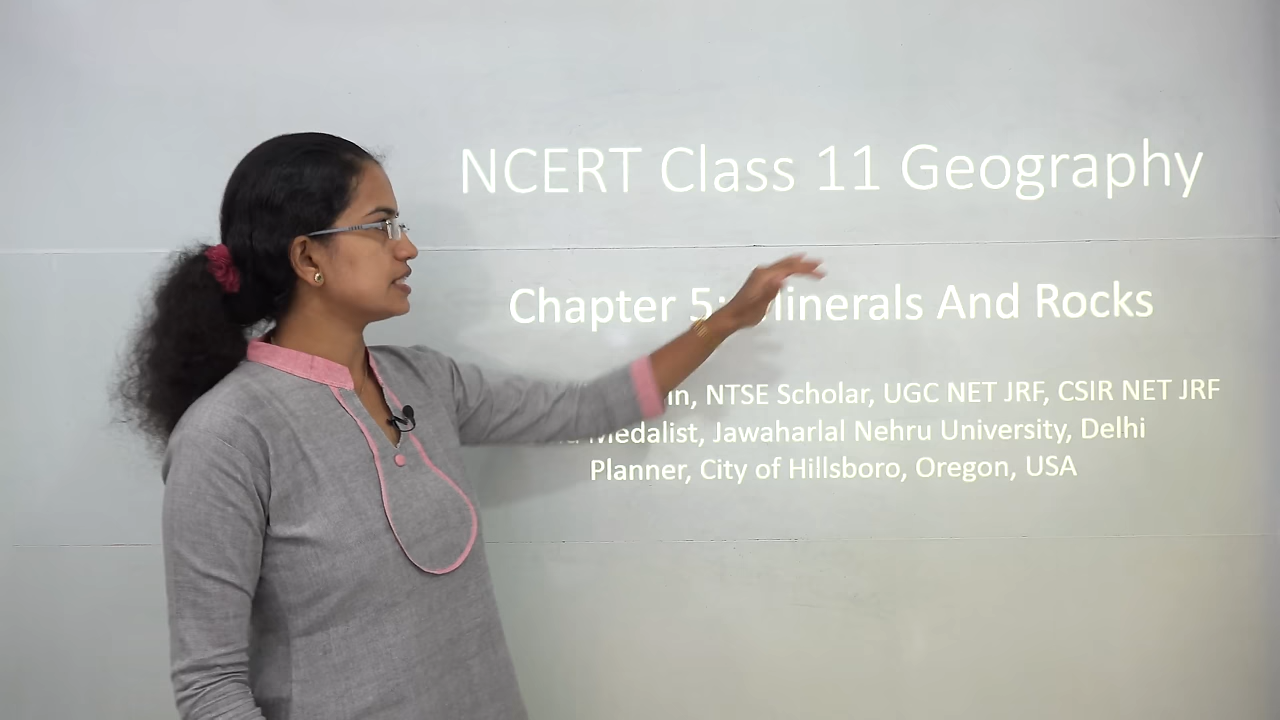 NCERT Class 11 Geography
Chapter 5: Minerals And Rocks
NTSE Scholar, UGC NET JRF, CSIR NET JRF
Medalist, Jawaharlal Nehru University, Delhi
Planner, City of Hillsboro, Oregon, USA